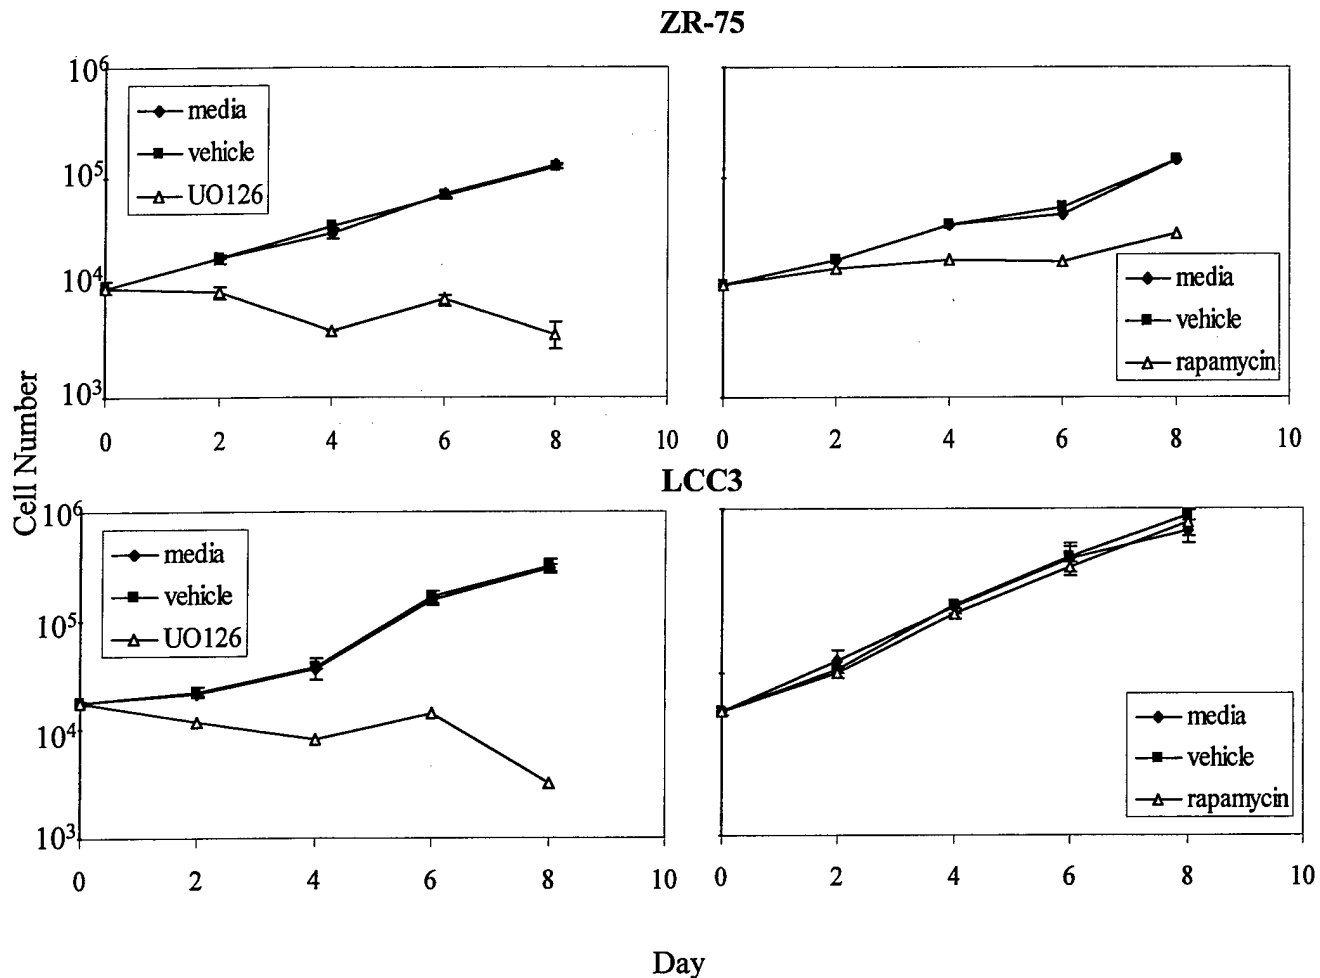 ZR-75
10^6
10^5
10^4
10^3
media
vehicle
UO126
0 2 4 6 8 10
media
vehicle
rapamycin
0 2 4 6 8 10
Cell Number
LCC3
10^6
10^5
10^4
10^3
media
vehicle
UO126
0 2 4 6 8 10
media
vehicle
rapamycin
0 2 4 6 8 10
Day